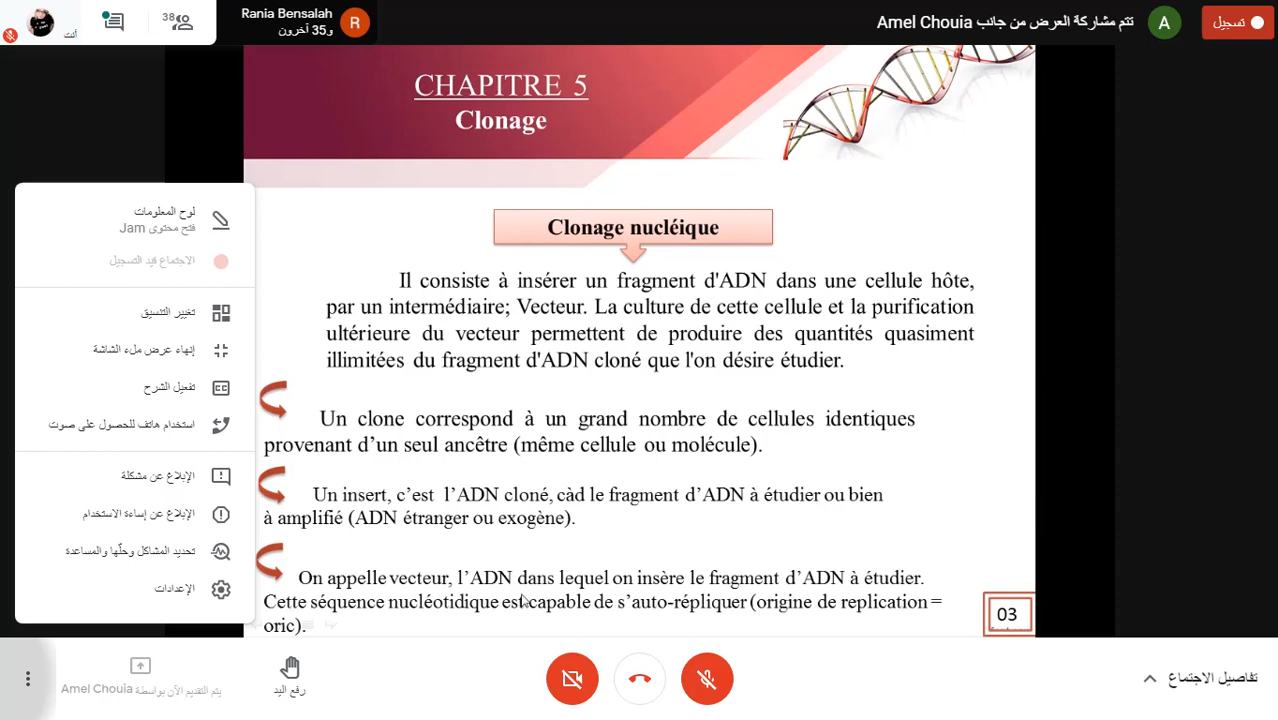 أنت
38
Rania Bensalah
و35 آخرون
R
تتم مشاركة العرض من جانب Amel Chouia
A
تسجيل
CHAPITRE 5
Clonage
لوح المعلومات
فتح محتوى Jam
الاجتماع قيد التسجيل
تغيير التنسيق
إنهاء عرض ملء الشاشة
تفعيل الشرح
استخدام هاتف للحصول على صوت
الإبلاغ عن مشكلة
الإبلاغ عن إساءة الاستخدام
تحديد المشاكل وحلّها والمساعدة
الإعدادات
Clonage nucléique
Il consiste à insérer un fragment d'ADN dans une cellule hôte,
par un intermédiaire; Vecteur. La culture de cette cellule et la purification
ultérieure du vecteur permettent de produire des quantités quasiment
illimitées du fragment d'ADN cloné que l'on désire étudier.
Un clone correspond à un grand nombre de cellules identiques
provenant d’un seul ancêtre (même cellule ou molécule).
Un insert, c’est l’ADN cloné, càd le fragment d’ADN à étudier ou bien
à amplifié (ADN étranger ou exogène).
On appelle vecteur, l’ADN dans lequel on insère le fragment d’ADN à étudier.
Cette séquence nucléotidique est capable de s’auto-répliquer (origine de replication =
oric).
03
يتم التقديم الآن بواسطة Amel Chouia
رفع اليد
تفاصيل الاجتماع